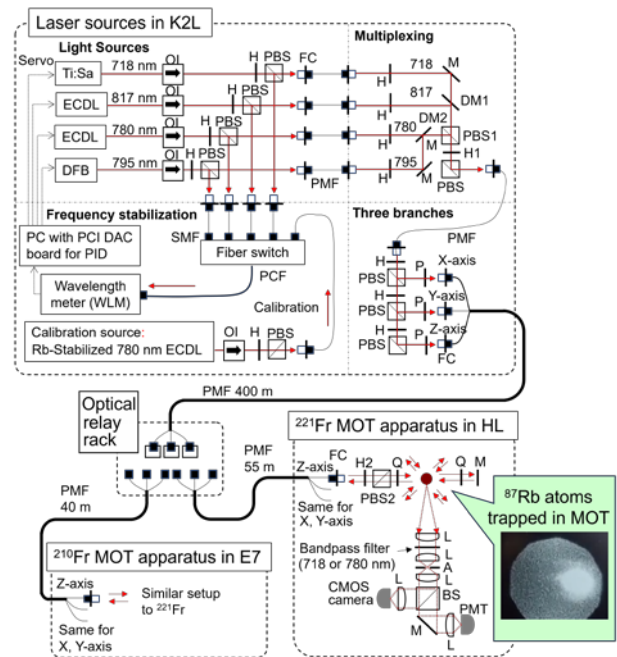 Laser sources in K2L
Light Sources
Multiplexing
Servo
Ti:Sa
718 nm
OI
H
PBS
FC
H
718
M
ECDL
817 nm
H
PBS
H
817
DM1
ECDL
780 nm
H
PBS
H
780
DM2
M
PBS1
DFB
795 nm
OI
H
PBS
PMF
H
795
M
H1
PBS
Frequency stabilization
Three branches
SMF
PMF
PC with PCI DAC
board for PID
Fiber switch
PCF
Wavelength
meter (WLM)
Calibration
H
PBS
P
X-axis
H
PBS
P
Y-axis
H
PBS
P
Z-axis
FC
Calibration source:
Rb-Stabilized 780 nm ECDL
OI
H
PBS
PMF 400 m
Optical
relay
rack
221Fr MOT apparatus in HL
PMF
55 m
Z-axis
FC
H2
Q
Q
M
PBS2
Same for
X, Y-axis
87Rb atoms
trapped in MOT
PMF
40 m
Bandpass filter
(718 or 780 nm)
L
L
A
L
L
CMOS
camera
BS
PMT
M
L
210Fr MOT apparatus in E7
Z-axis
Similar setup
to 221Fr
Same for
X, Y-axis